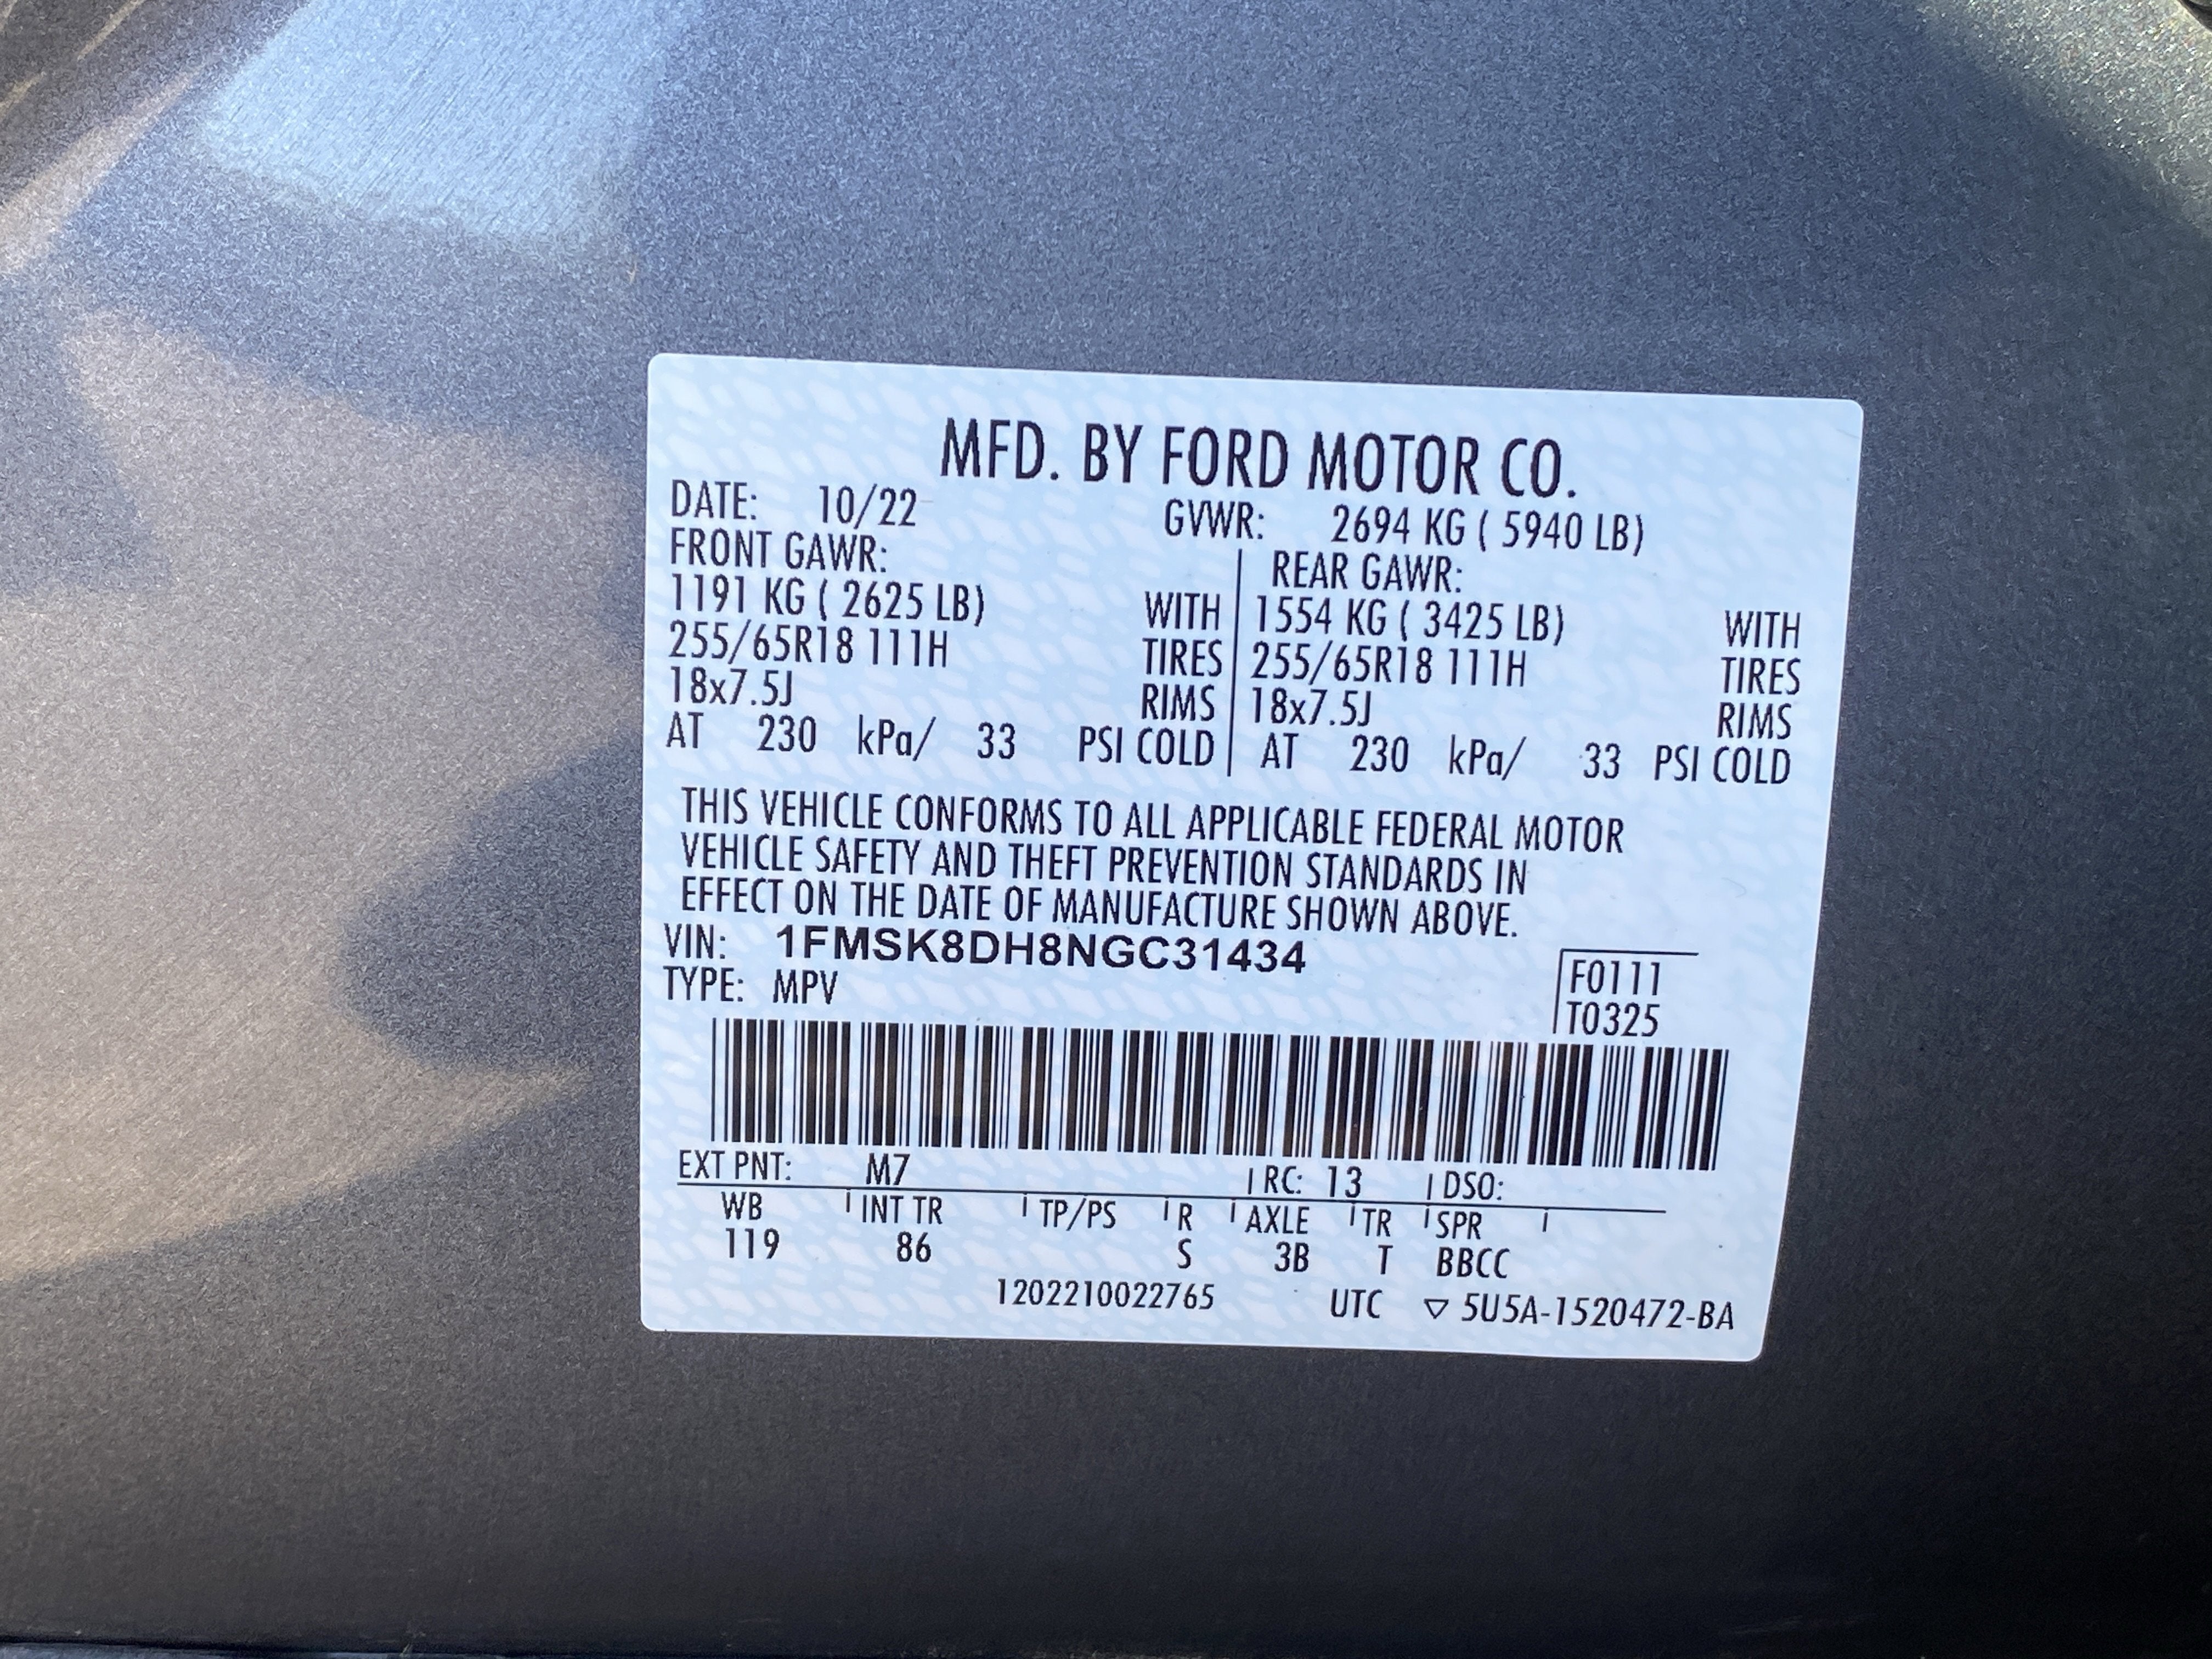 MFD. BY FORD MOTOR CO.
DATE: 10/22 GVWR: 2694 KG ( 5940 LB)
FRONT GAWR: REAR GAWR:
1191 KG ( 2625 LB) WITH 1554 KG ( 3425 LB) WITH
255/65R18 111H TIRES 255/65R18 111H TIRES
18x7.5J RIMS 18x7.5J RIMS
AT 230 kPa/ 33 PSI COLD AT 230 kPa/ 33 PSI COLD
THIS VEHICLE CONFORMS TO ALL APPLICABLE FEDERAL MOTOR
VEHICLE SAFETY AND THEFT PREVENTION STANDARDS IN
EFFECT ON THE DATE OF MANUFACTURE SHOWN ABOVE.
VIN: 1FMSK8DH8NGC31434
F0111
TYPE: MPV
T0325
EXT PNT: M7 RC: 13 DSO:
WB INT TR TP/PS R AXLE TR SPR
119 86 S 3B T BBCC
1202210022765 UTC ▽ 5U5A-1520472-BA